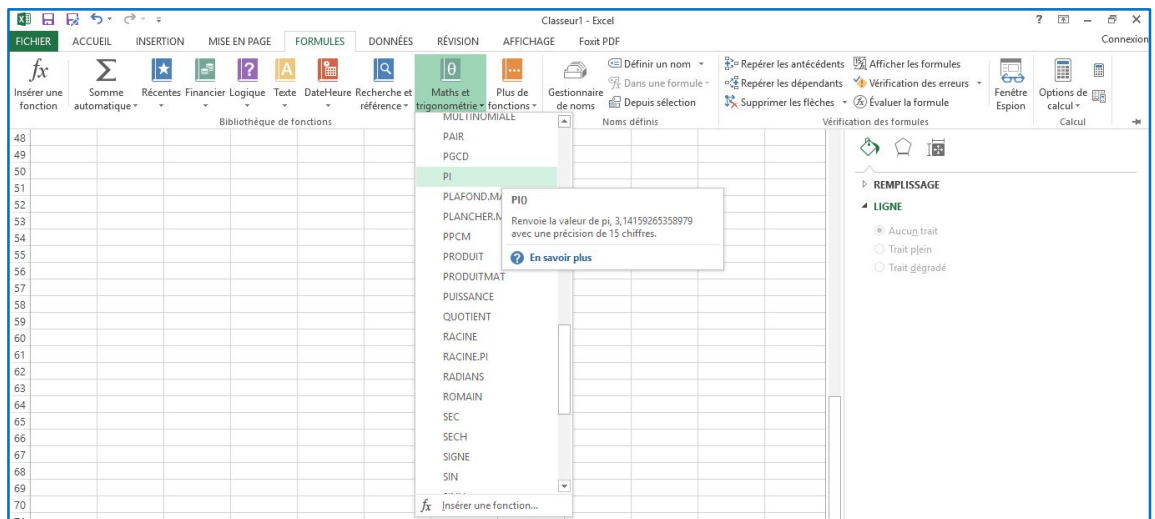 Classeur1 - Excel
?
FICHIER ACCUEIL INSERTION MISE EN PAGE FORMULES DONNÉES RÉVISION AFFICHAGE Foxit PDF Connexion
fx Insérer une fonction
Σ Somme automatique
Récentes
Financier
Logique
Texte
DateHeure
Recherche et référence
Maths et trigonométrie
Plus de fonctions
Bibliothèque de fonctions
Gestionnaire de noms
Définir un nom
Dans une formule
Depuis sélection
Noms définis
Repérer les antécédents
Repérer les dépendants
Supprimer les flèches
Afficher les formules
Vérification des erreurs
Évaluer la formule
Vérification des formules
Fenêtre Espion
Options de calcul
Calcul
48
49
50
51
52
53
54
55
56
57
58
59
60
61
62
63
64
65
66
67
68
69
70
MULTINOMIALE
PAIR
PGCD
PI
PLAFOND.MA
PLANCHER.M
PPCM
PRODUIT
PRODUITMAT
PUISSANCE
QUOTIENT
RACINE
RACINE.PI
RADIANS
ROMAIN
SEC
SECH
SIGNE
SIN
fx Insérer une fonction...
PI()
Renvoie la valeur de pi, 3,14159265358979
avec une précision de 15 chiffres.
En savoir plus
REMPLISSAGE
LIGNE
Aucun trait
Trait plein
Trait dégradé